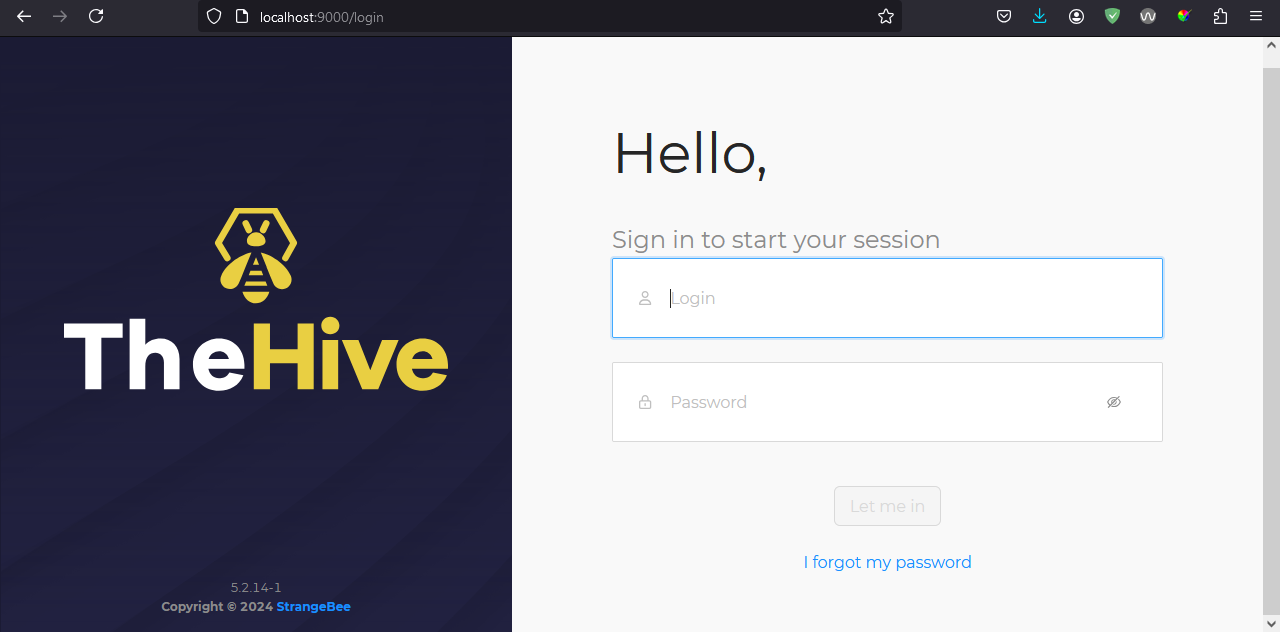 localhost:9000/login
TheHive
5.2.14-1
Copyright © 2024 StrangeBee
Hello,
Sign in to start your session
Login
Password
Let me in
I forgot my password